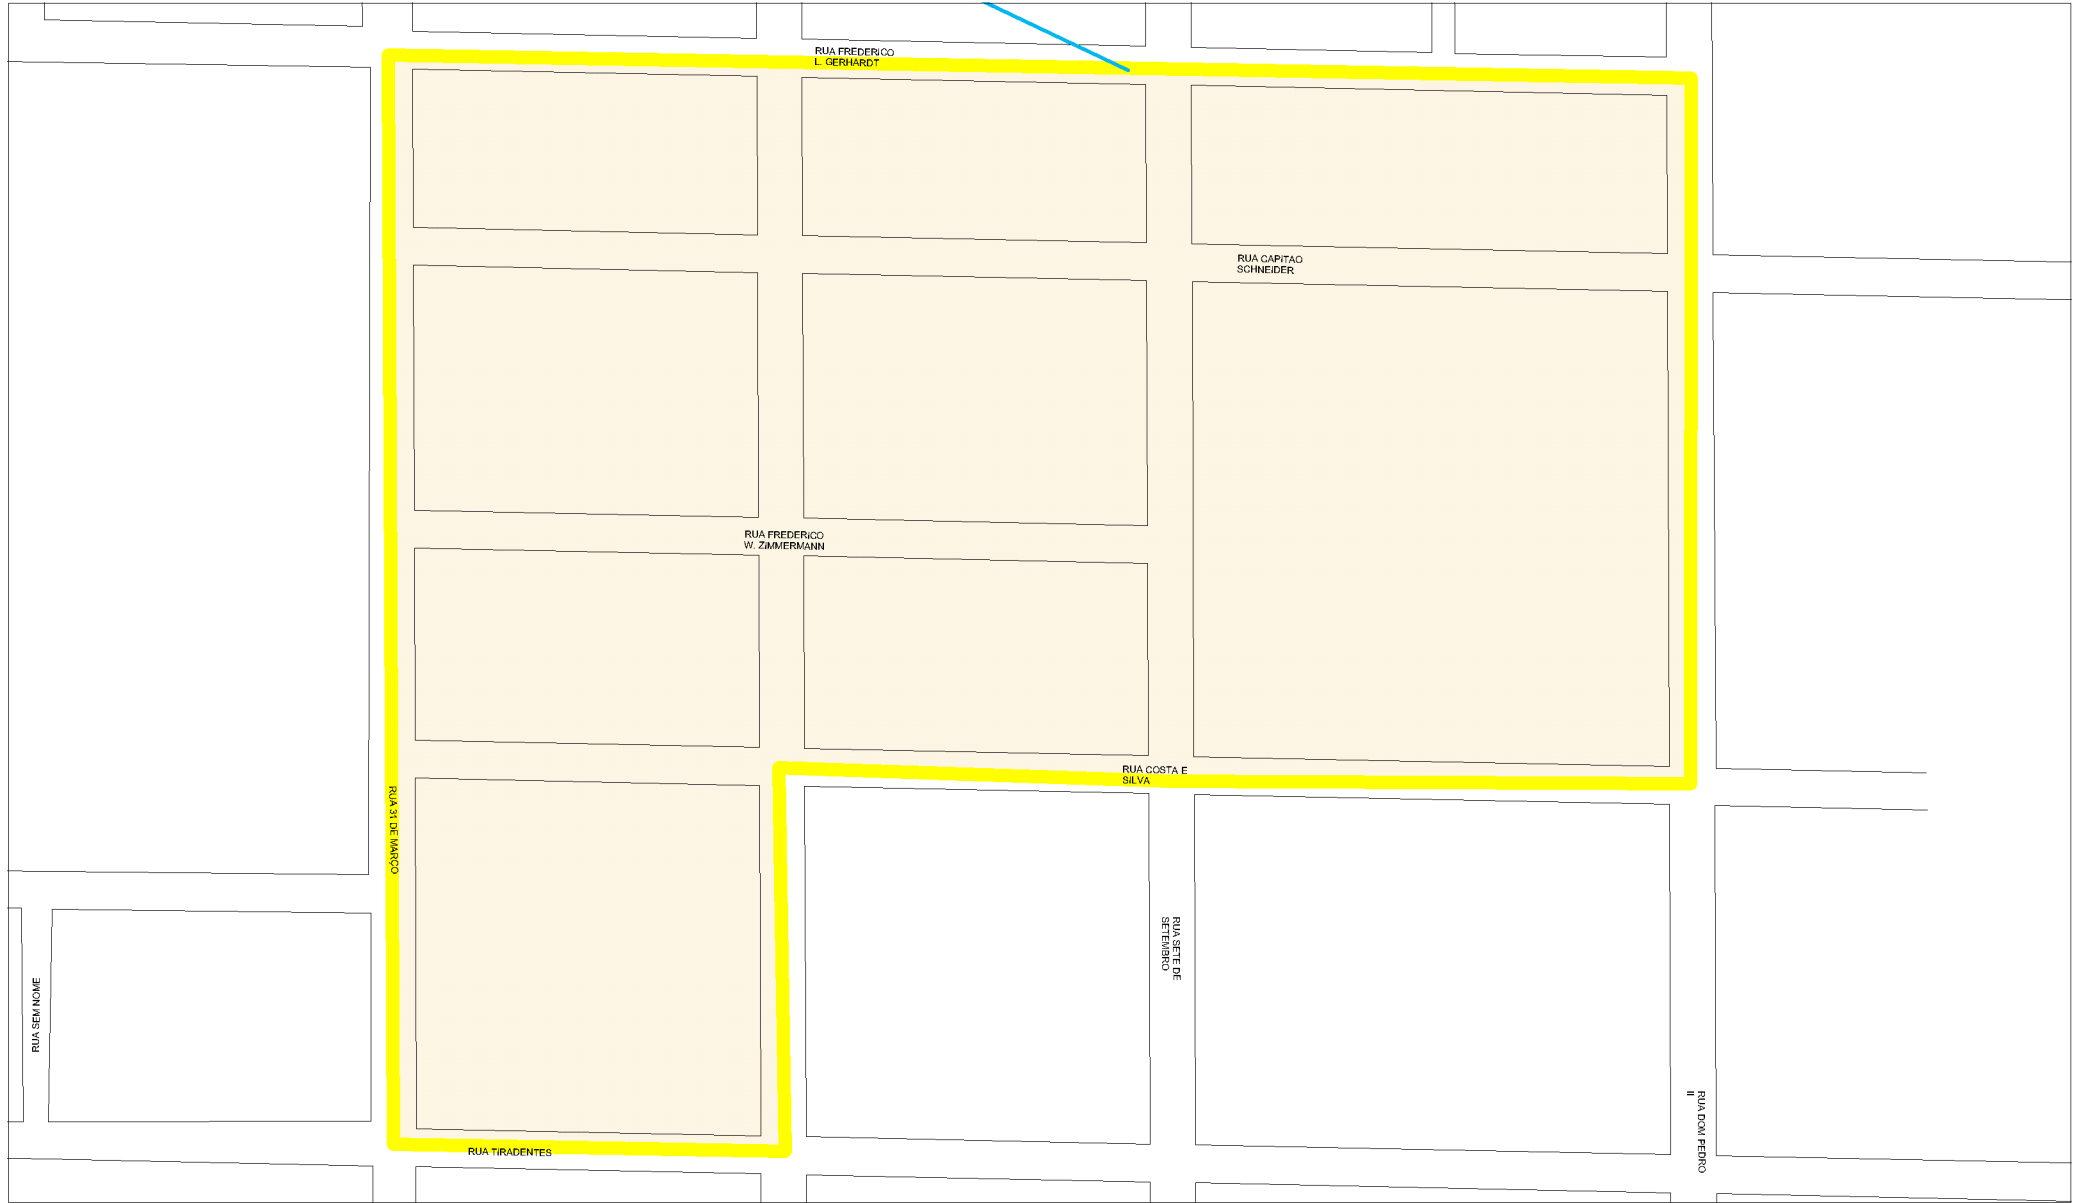 RUA FREDERICO
L. GERHARDT
RUA CAPITAO
SCHNEIDER
RUA FREDERICO
W. ZIMMERMANN
RUA COSTA E
SILVA
RUA 31 DE MARÇO
RUA SETE DE
SETEMBRO
RUA SEM NOME
RUA DOM PEDRO
II
RUA TIRADENTES